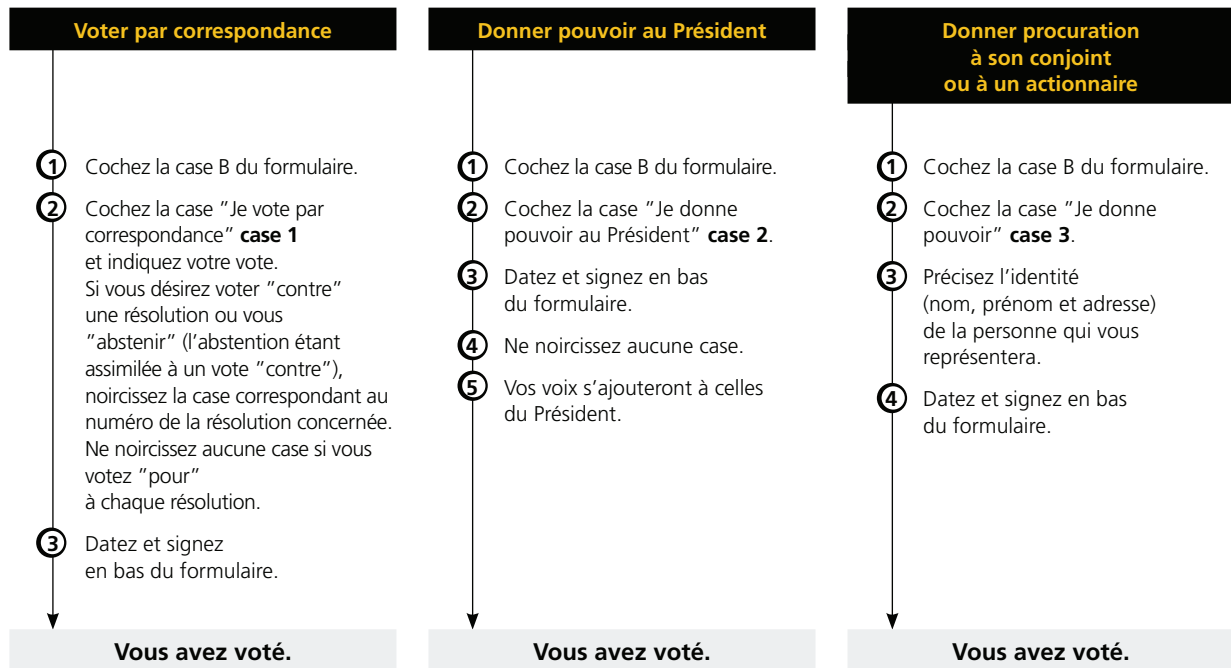 Voter par correspondance
1 Cochez la case B du formulaire.
2 Cochez la case "Je vote par
correspondance" case 1
et indiquez votre vote.
Si vous désirez voter "contre"
une résolution ou vous
"abstenir" (l'abstention étant
assimilée à un vote "contre"),
noircissez la case correspondant au
numéro de la résolution concernée.
Ne noircissez aucune case si vous
votez "pour"
à chaque résolution.
3 Datez et signez
en bas du formulaire.
Vous avez voté.
Donner pouvoir au Président
1 Cochez la case B du formulaire.
2 Cochez la case "Je donne
pouvoir au Président" case 2.
3 Datez et signez en bas
du formulaire.
4 Ne noircissez aucune case.
5 Vos voix s'ajouteront à celles
du Président.
Vous avez voté.
Donner procuration
à son conjoint
ou à un actionnaire
1 Cochez la case B du formulaire.
2 Cochez la case "Je donne
pouvoir" case 3.
3 Précisez l'identité
(nom, prénom et adresse)
de la personne qui vous
représentera.
4 Datez et signez en bas
du formulaire.
Vous avez voté.